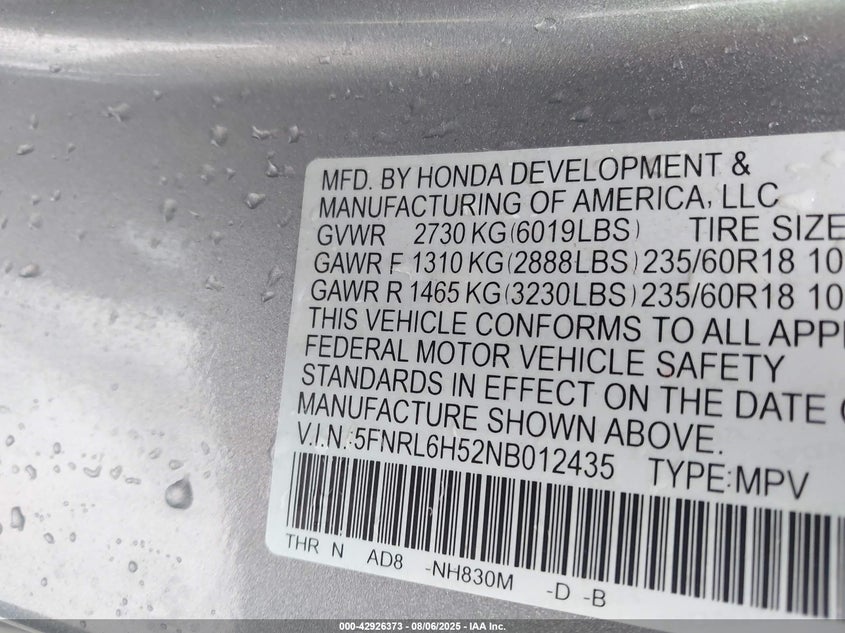 MFD. BY HONDA DEVELOPMENT &
MANUFACTURING OF AMERICA, LLC
GVWR 2730 KG(6019LBS) TIRE SIZE
GAWR F 1310 KG(2888LBS) 235/60R18 10
GAWR R 1465 KG(3230LBS) 235/60R18 10
THIS VEHICLE CONFORMS TO ALL APPL
FEDERAL MOTOR VEHICLE SAFETY
STANDARDS IN EFFECT ON THE DATE O
MANUFACTURE SHOWN ABOVE.
V.I.N.:5FNRL6H52NB012435 TYPE:MPV
THR N AD8 -NH830M -D -B
000-42926373 - 08/06/2025 - IAA Inc.